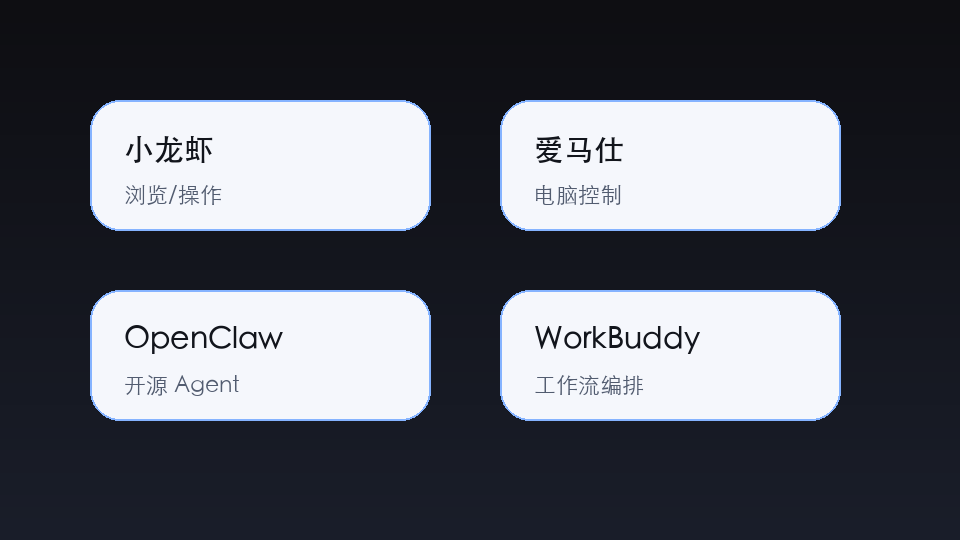 小龙虾
浏览/操作
爱马仕
电脑控制
OpenClaw
开源 Agent
WorkBuddy
工作流编排